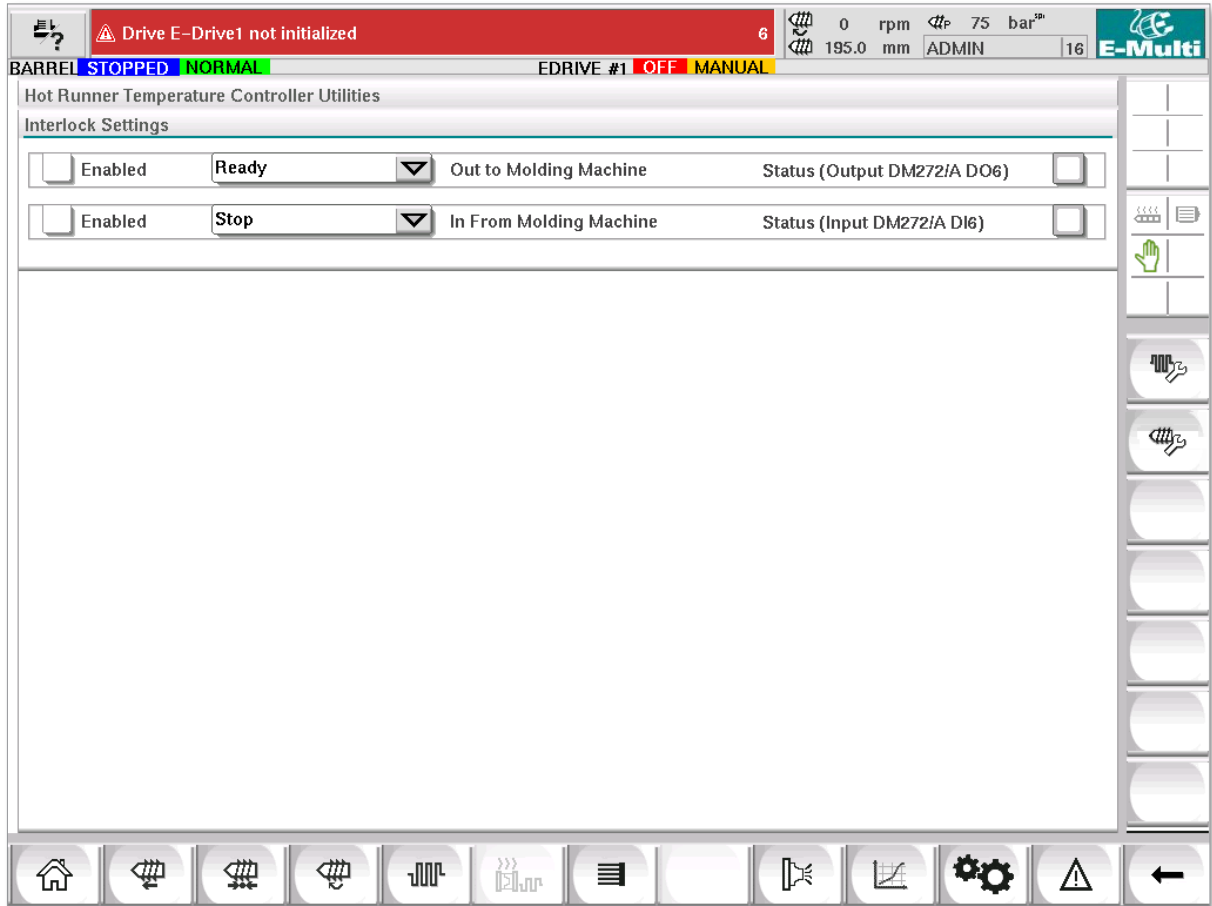 Drive E-Drive1 not initialized 6
0 rpm P 75 bar spi
195.0 mm ADMIN 16
E-Multi
BARREL STOPPED NORMAL EDRIVE #1 OFF MANUAL
Hot Runner Temperature Controller Utilities
Interlock Settings
Enabled Ready Out to Molding Machine Status (Output DM272/A DO6)
Enabled Stop In From Molding Machine Status (Input DM272/A DI6)